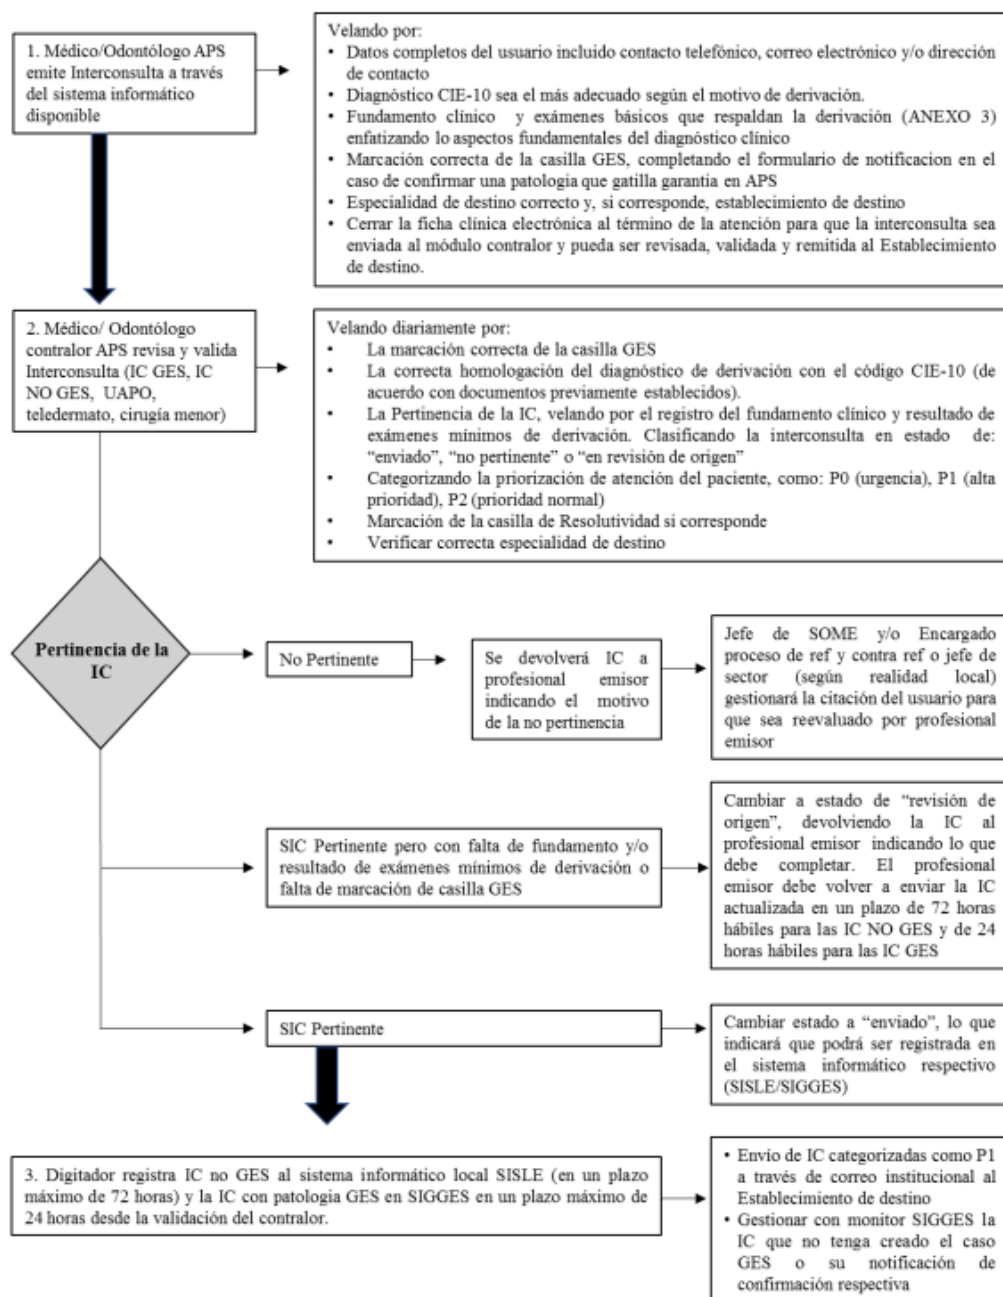 1. Médico/Odontólogo APS
emite Interconsulta a través
del sistema informático
disponible
Velando por:
• Datos completos del usuario incluido contacto telefónico, correo electrónico y/o dirección
de contacto
• Diagnóstico CIE-10 sea el más adecuado según el motivo de derivación.
• Fundamento clínico y exámenes básicos que respaldan la derivación (ANEXO 3)
enfatizando lo aspectos fundamentales del diagnóstico clínico
• Marcación correcta de la casilla GES, completando el formulario de notificacion en el
caso de confirmar una patologia que gatilla garantia en APS
• Especialidad de destino correcto y, si corresponde, establecimiento de destino
• Cerrar la ficha clínica electrónica al término de la atención para que la interconsulta sea
enviada al módulo contralor y pueda ser revisada, validada y remitida al Establecimiento
de destino.
2. Médico/ Odontólogo
contralor APS revisa y valida
Interconsulta (IC GES, IC
NO GES, UAPO,
teledermato, cirugía menor)
Velando diariamente por:
• La marcación correcta de la casilla GES
• La correcta homologación del diagnóstico de derivación con el código CIE-10 (de
acuerdo con documentos previamente establecidos).
• La Pertinencia de la IC, velando por el registro del fundamento clínico y resultado de
exámenes mínimos de derivación. Clasificando la interconsulta en estado de:
“enviado”, “no pertinente” o “en revisión de origen”
• Categorizando la priorización de atención del paciente, como: P0 (urgencia), P1 (alta
prioridad), P2 (prioridad normal)
• Marcación de la casilla de Resolutividad si corresponde
• Verificar correcta especialidad de destino
Pertinencia de la
IC
No Pertinente
Se devolverá IC a
profesional emisor
indicando el motivo
de la no pertinencia
Jefe de SOME y/o Encargado
proceso de ref y contra ref o jefe de
sector (según realidad local)
gestionará la citación del usuario para
que sea reevaluado por profesional
emisor
SIC Pertinente pero con falta de fundamento y/o
resultado de exámenes mínimos de derivación o
falta de marcación de casilla GES
Cambiar a estado de “revisión de
origen”, devolviendo la IC al
profesional emisor indicando lo que
debe completar. El profesional
emisor debe volver a enviar la IC
actualizada en un plazo de 72 horas
hábiles para las IC NO GES y de 24
horas hábiles para las IC GES
SIC Pertinente
Cambiar estado a “enviado”, lo que
indicará que podrá ser registrada en
el sistema informático respectivo
(SISLE/SIGGES)
3. Digitador registra IC no GES al sistema informático local SISLE (en un plazo
máximo de 72 horas) y la IC con patologia GES en SIGGES en un plazo máximo de
24 horas desde la validación del contralor.
• Envío de IC categorizadas como P1
a través de correo institucional al
Establecimiento de destino
• Gestionar con monitor SIGGES la
IC que no tenga creado el caso
GES o su notificación de
confirmación respectiva